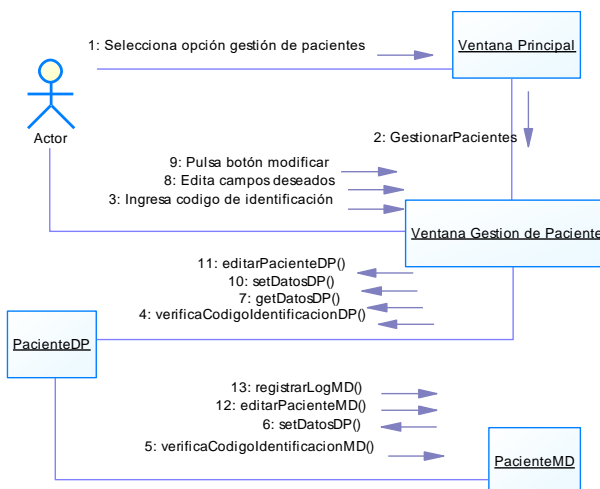 1: Selecciona opción gestión de pacientes
Ventana Principal
Actor
2: GestionarPacientes
9: Pulsa botón modificar
8: Edita campos deseados
3: Ingresa codigo de identificación
Ventana Gestion de Paciente
11: editarPacienteDP()
10: setDatosDP()
7: getDatosDP()
4: verificaCodigoIdentificacionDP()
PacienteDP
13: registrarLogMD()
12: editarPacienteMD()
6: setDatosDP()
5: verificaCodigoIdentificacionMD()
PacienteMD